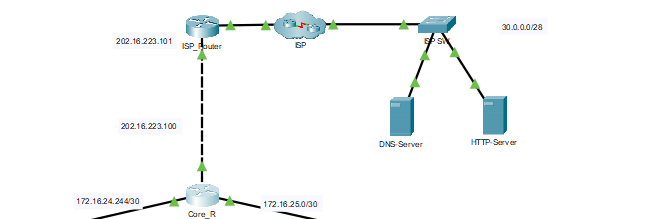 30.0.0.0/28
202.16.223.101
ISP_Router
ISP
ISP SW
202.16.223.100
DNS-Server
HTTP-Server
172.16.24.244/30
172.16.25.0/30
Core_R